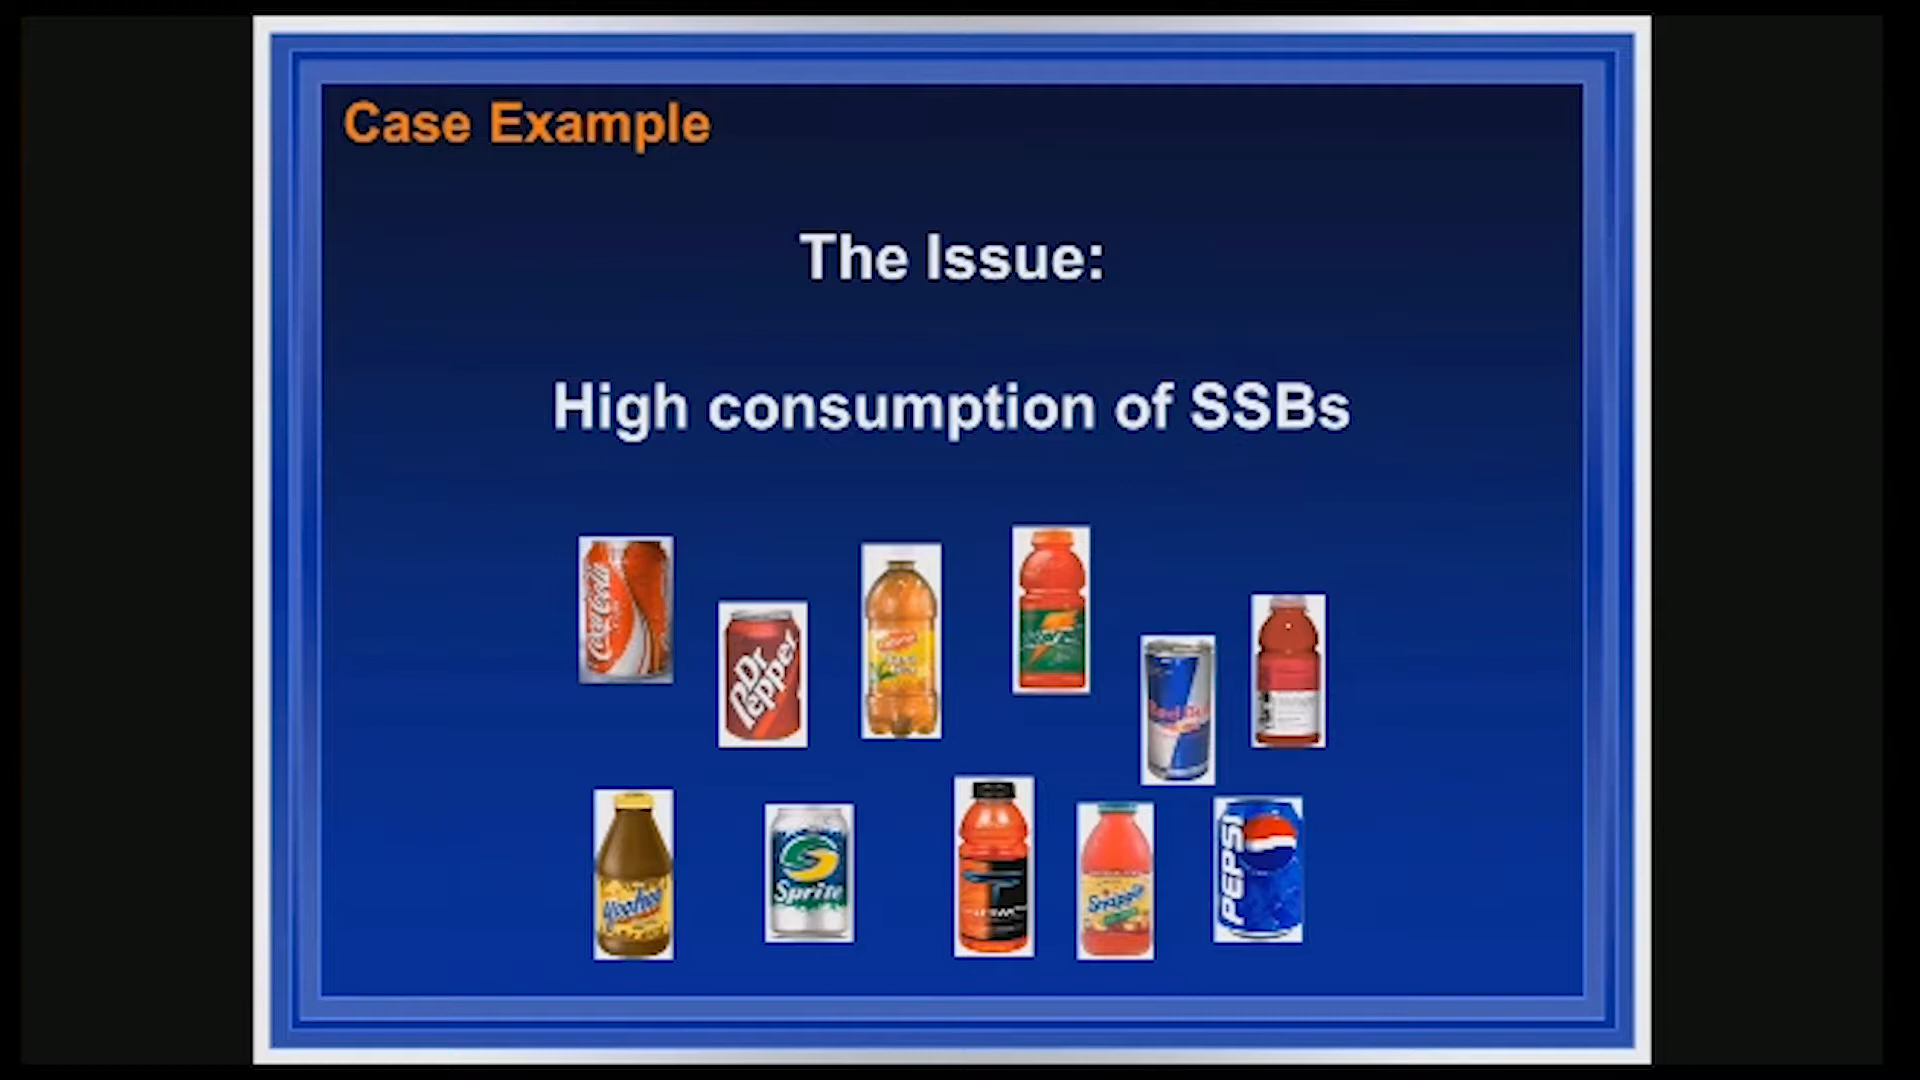 Case Example
The Issue:
High consumption of SSBs
Coca-Cola
Dr
Pepper
Sprite
Snapple
PEPSI